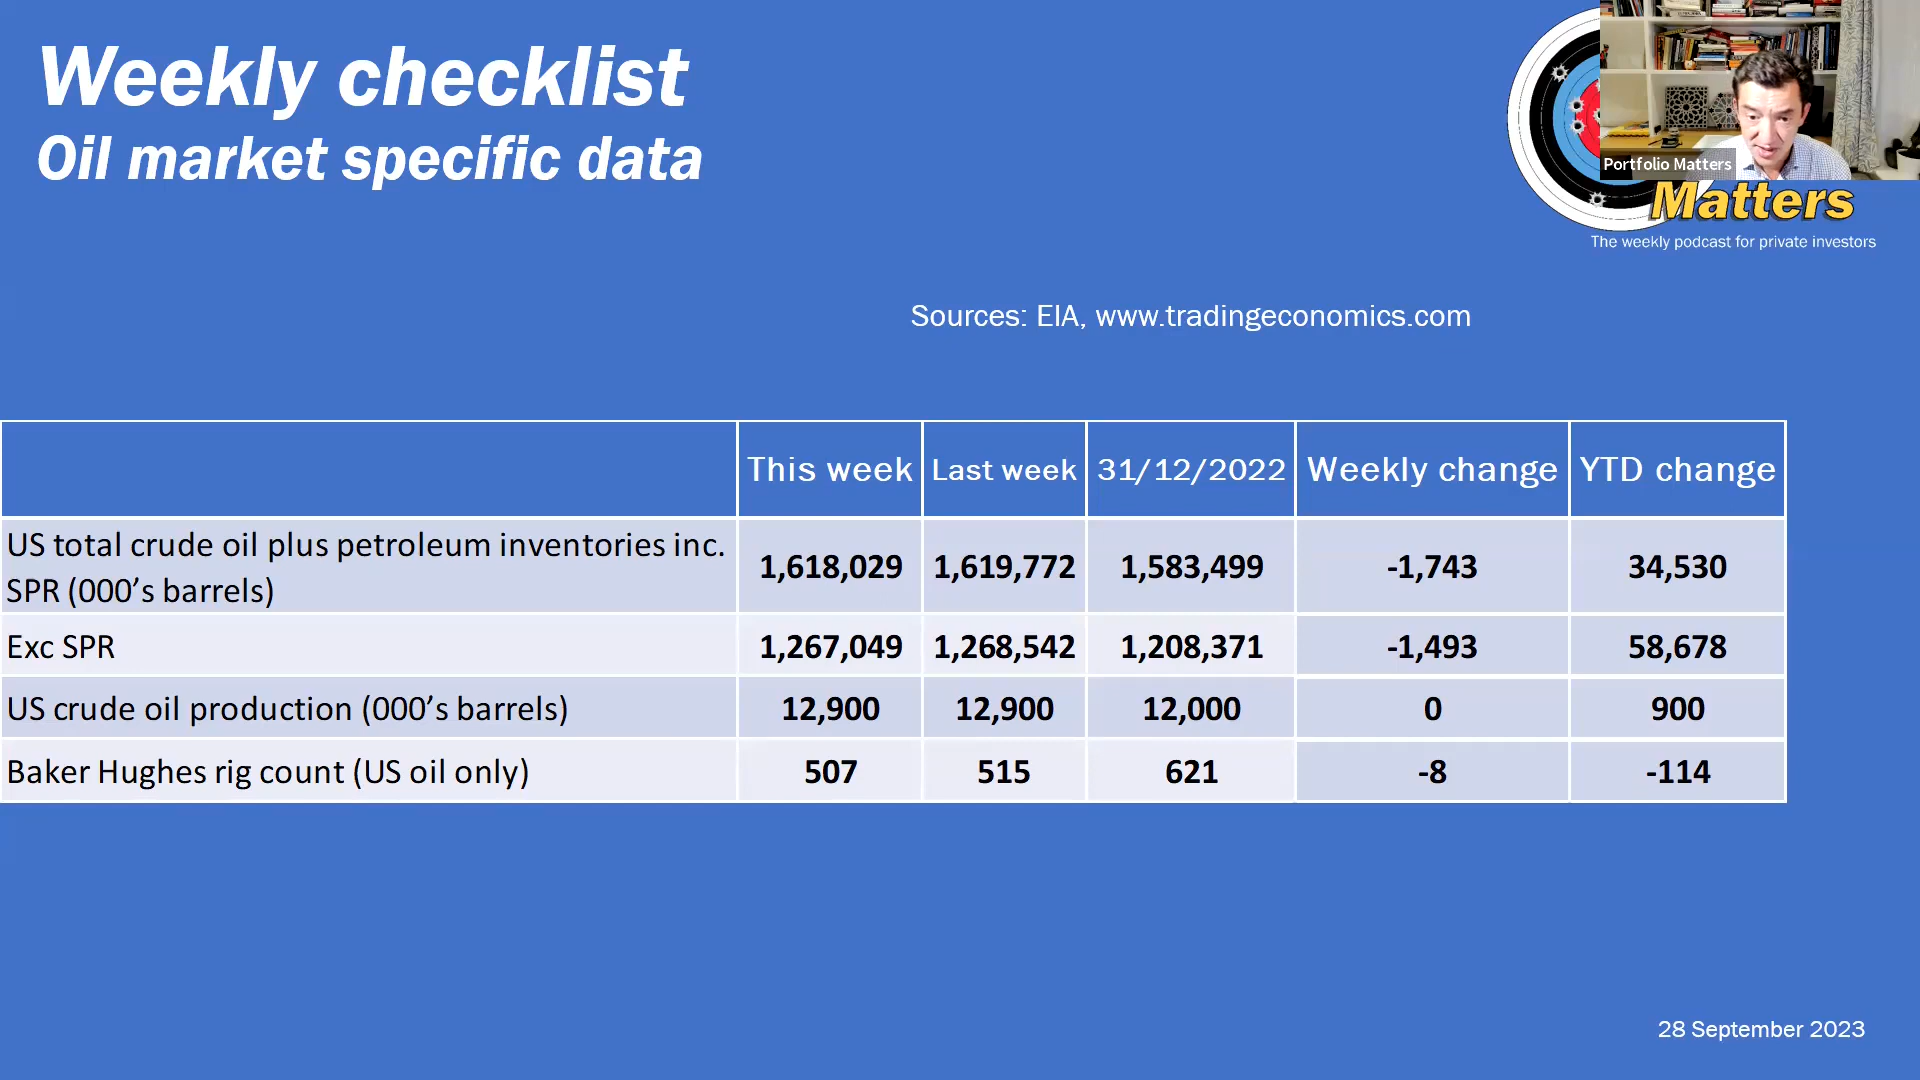 Weekly checklist
Oil market specific data
Portfolio Matters
Matters
The weekly podcast for private investors
Sources: EIA, www.tradingeconomics.com
This week Last week 31/12/2022 Weekly change YTD change
US total crude oil plus petroleum inventories inc.
SPR (000’s barrels) 1,618,029 1,619,772 1,583,499 -1,743 34,530
Exc SPR 1,267,049 1,268,542 1,208,371 -1,493 58,678
US crude oil production (000’s barrels) 12,900 12,900 12,000 0 900
Baker Hughes rig count (US oil only) 507 515 621 -8 -114
28 September 2023